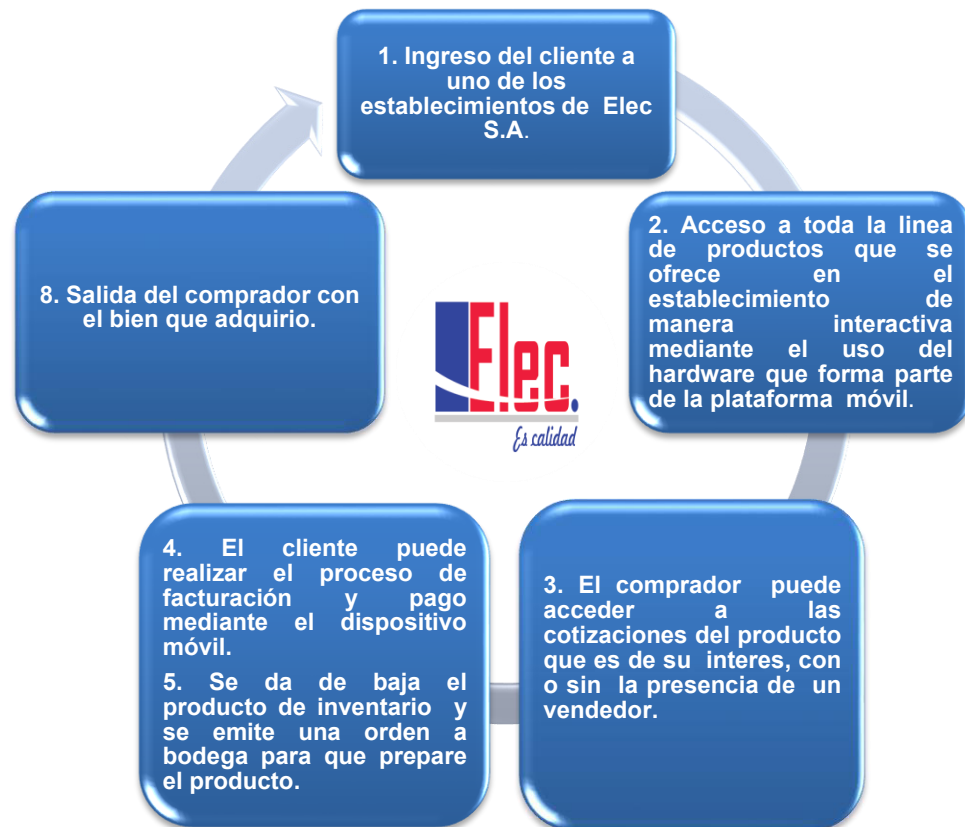 1. Ingreso del cliente a
uno de los
establecimientos de Elec
S.A.
2. Acceso a toda la linea
de productos que se
ofrece en el
establecimiento de
manera interactiva
mediante el uso del
hardware que forma parte
de la plataforma móvil.
3. El comprador puede
acceder a las
cotizaciones del producto
que es de su interes, con
o sin la presencia de un
vendedor.
4. El cliente puede
realizar el proceso de
facturación y pago
mediante el dispositivo
móvil.
5. Se da de baja el
producto de inventario y
se emite una orden a
bodega para que prepare
el producto.
8. Salida del comprador con
el bien que adquirio.
Elec.
Es calidad